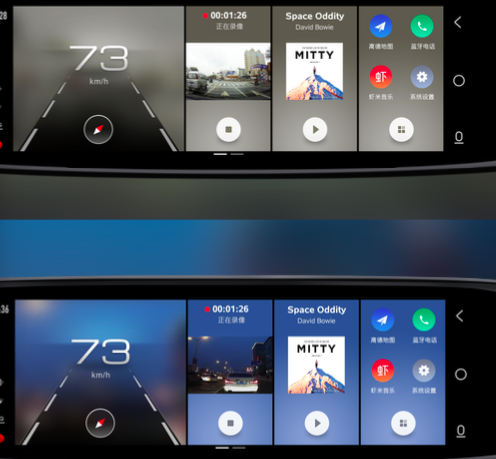 28
73
km/h
00:01:26
正在录像
Space Oddity
David Bowie
MITTY
高德地图
蓝牙电话
虾
虾米音乐
系统设置
:36
73
km/h
00:01:26
正在录像
Space Oddity
David Bowie
MITTY
高德地图
蓝牙电话
虾
虾米音乐
系统设置